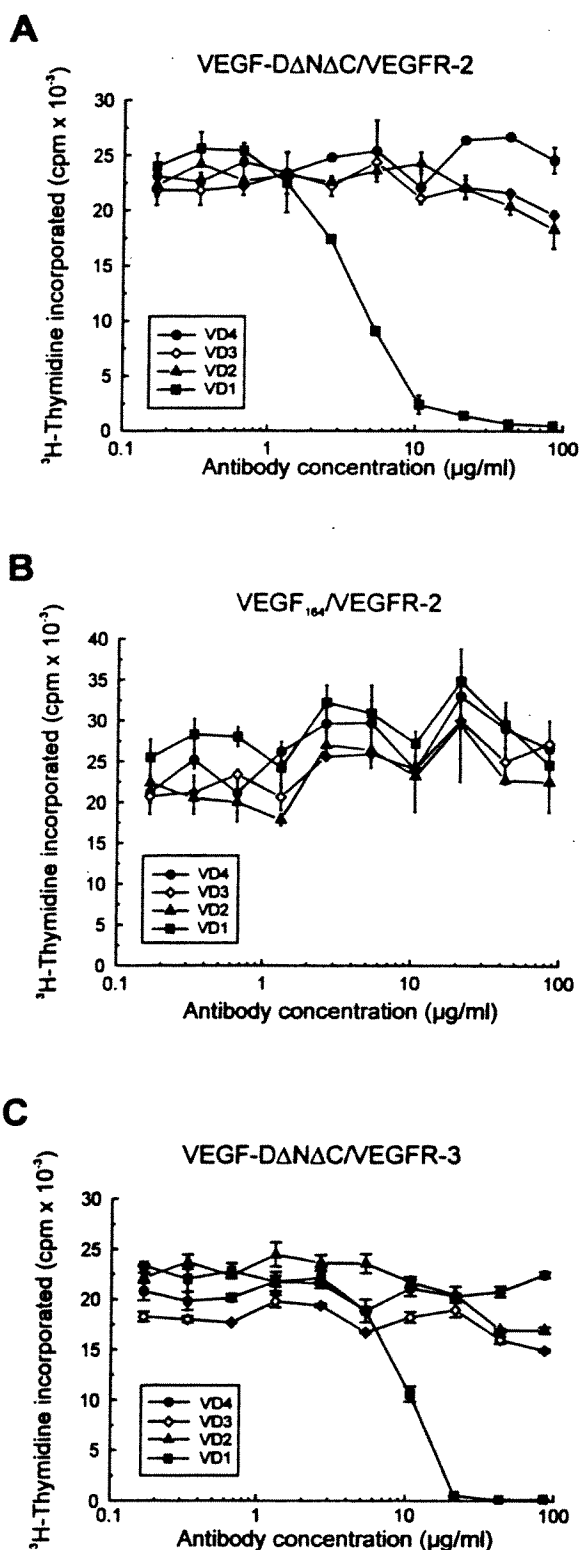 A
VEGF-DΔNΔC/VEGFR-2
³H-Thymidine incorporated (cpm x 10⁻³)
30
25
20
15
10
5
0
VD4
VD3
VD2
VD1
0.1 1 10 100
Antibody concentration (µg/ml)
B
VEGF₁₆₄/VEGFR-2
³H-Thymidine incorporated (cpm x 10⁻³)
40
35
30
25
20
15
10
5
0
VD4
VD3
VD2
VD1
0.1 1 10 100
Antibody concentration (µg/ml)
C
VEGF-DΔNΔC/VEGFR-3
³H-Thymidine incorporated (cpm x 10⁻³)
30
25
20
15
10
5
0
VD4
VD3
VD2
VD1
0.1 1 10 100
Antibody concentration (µg/ml)